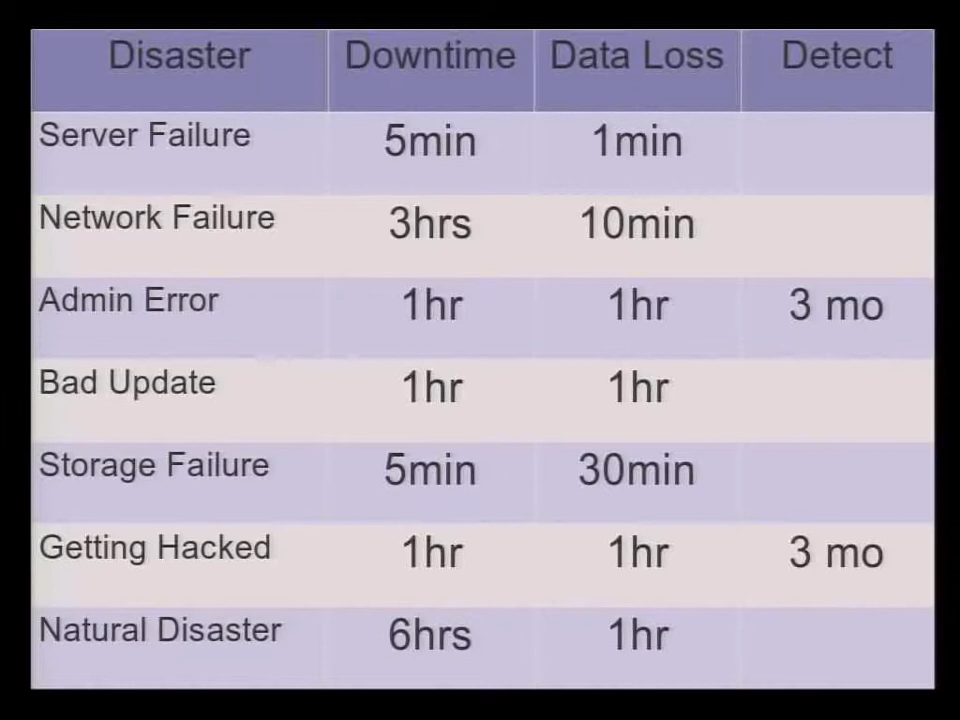 Disaster Downtime Data Loss Detect
Server Failure 5min 1min
Network Failure 3hrs 10min
Admin Error 1hr 1hr 3 mo
Bad Update 1hr 1hr
Storage Failure 5min 30min
Getting Hacked 1hr 1hr 3 mo
Natural Disaster 6hrs 1hr